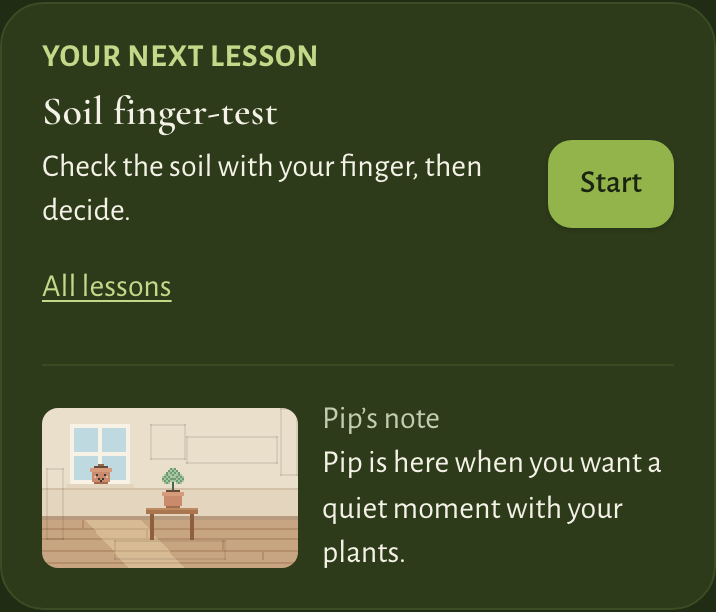 YOUR NEXT LESSON
Soil finger-test
Check the soil with your finger, then
decide.
Start
All lessons
Pip’s note
Pip is here when you want a
quiet moment with your
plants.